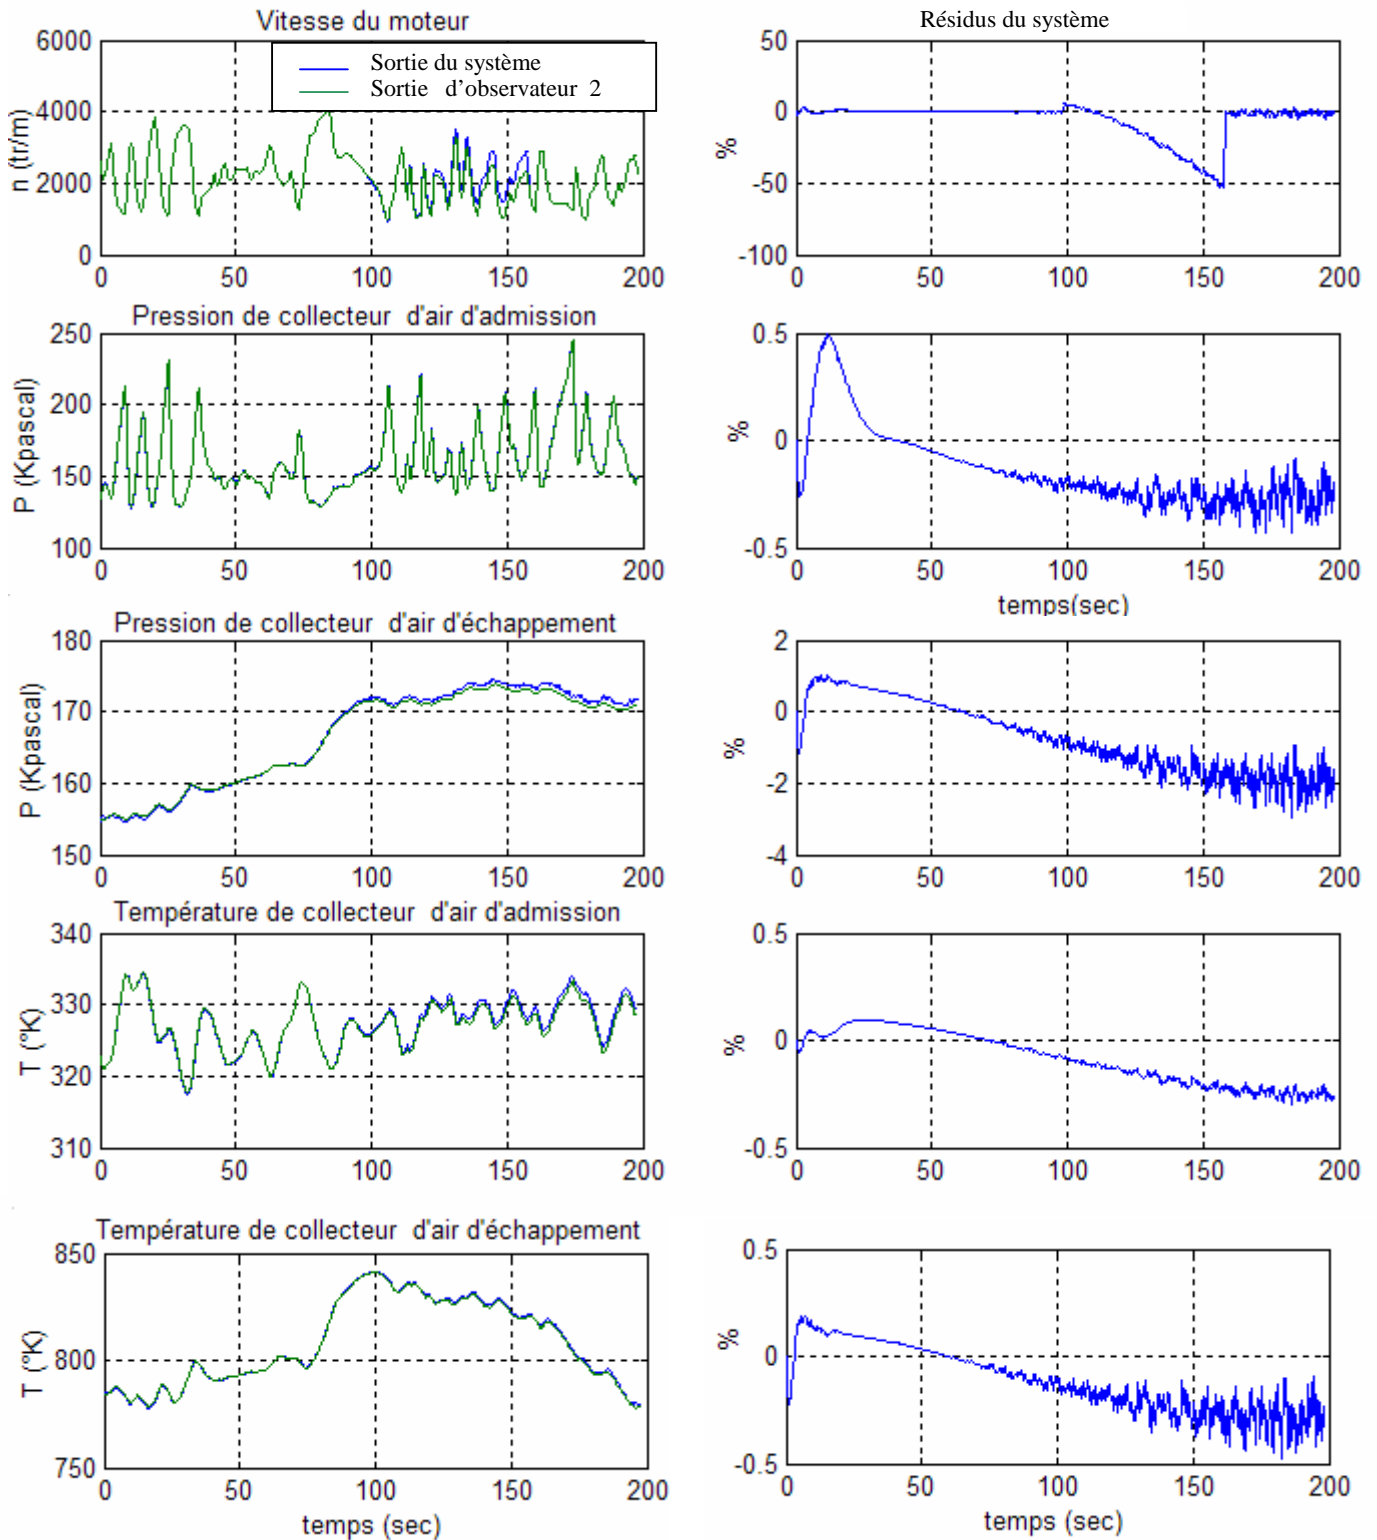 Vitesse du moteur
Résidus du système
6000
4000
2000
0
n (tr/m)
Sortie du système
Sortie d'observateur 2
0 50 100 150 200
50
0
-50
-100
%
0 50 100 150 200
Pression de collecteur d'air d'admission
250
200
150
100
P (Kpascal)
0 50 100 150 200
0.5
0
-0.5
%
0 50 100 150 200
temps(sec)
Pression de collecteur d'air d'échappement
180
170
160
150
P (Kpascal)
0 50 100 150 200
2
0
-2
-4
%
0 50 100 150 200
Température de collecteur d'air d'admission
340
330
320
310
T (°K)
0 50 100 150 200
0.5
0
-0.5
%
0 50 100 150 200
Température de collecteur d'air d'échappement
850
800
750
T (°K)
0 50 100 150 200
temps (sec)
0.5
0
-0.5
%
0 50 100 150 200
temps (sec)